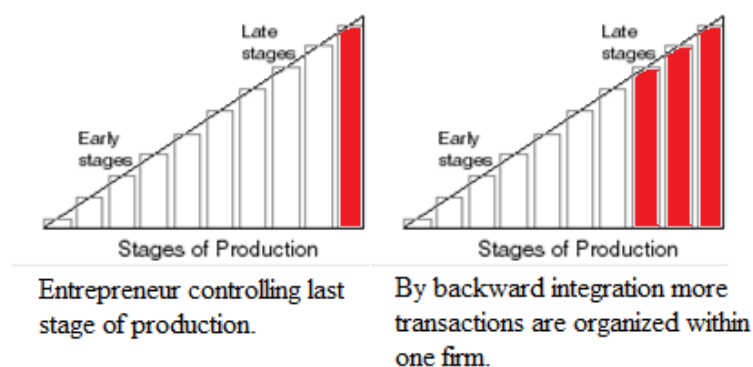 Late
stages
Early
stages
Stages of Production
Entrepreneur controlling last
stage of production.
Late
stages
Early
stages
Stages of Production
By backward integration more
transactions are organized within
one firm.